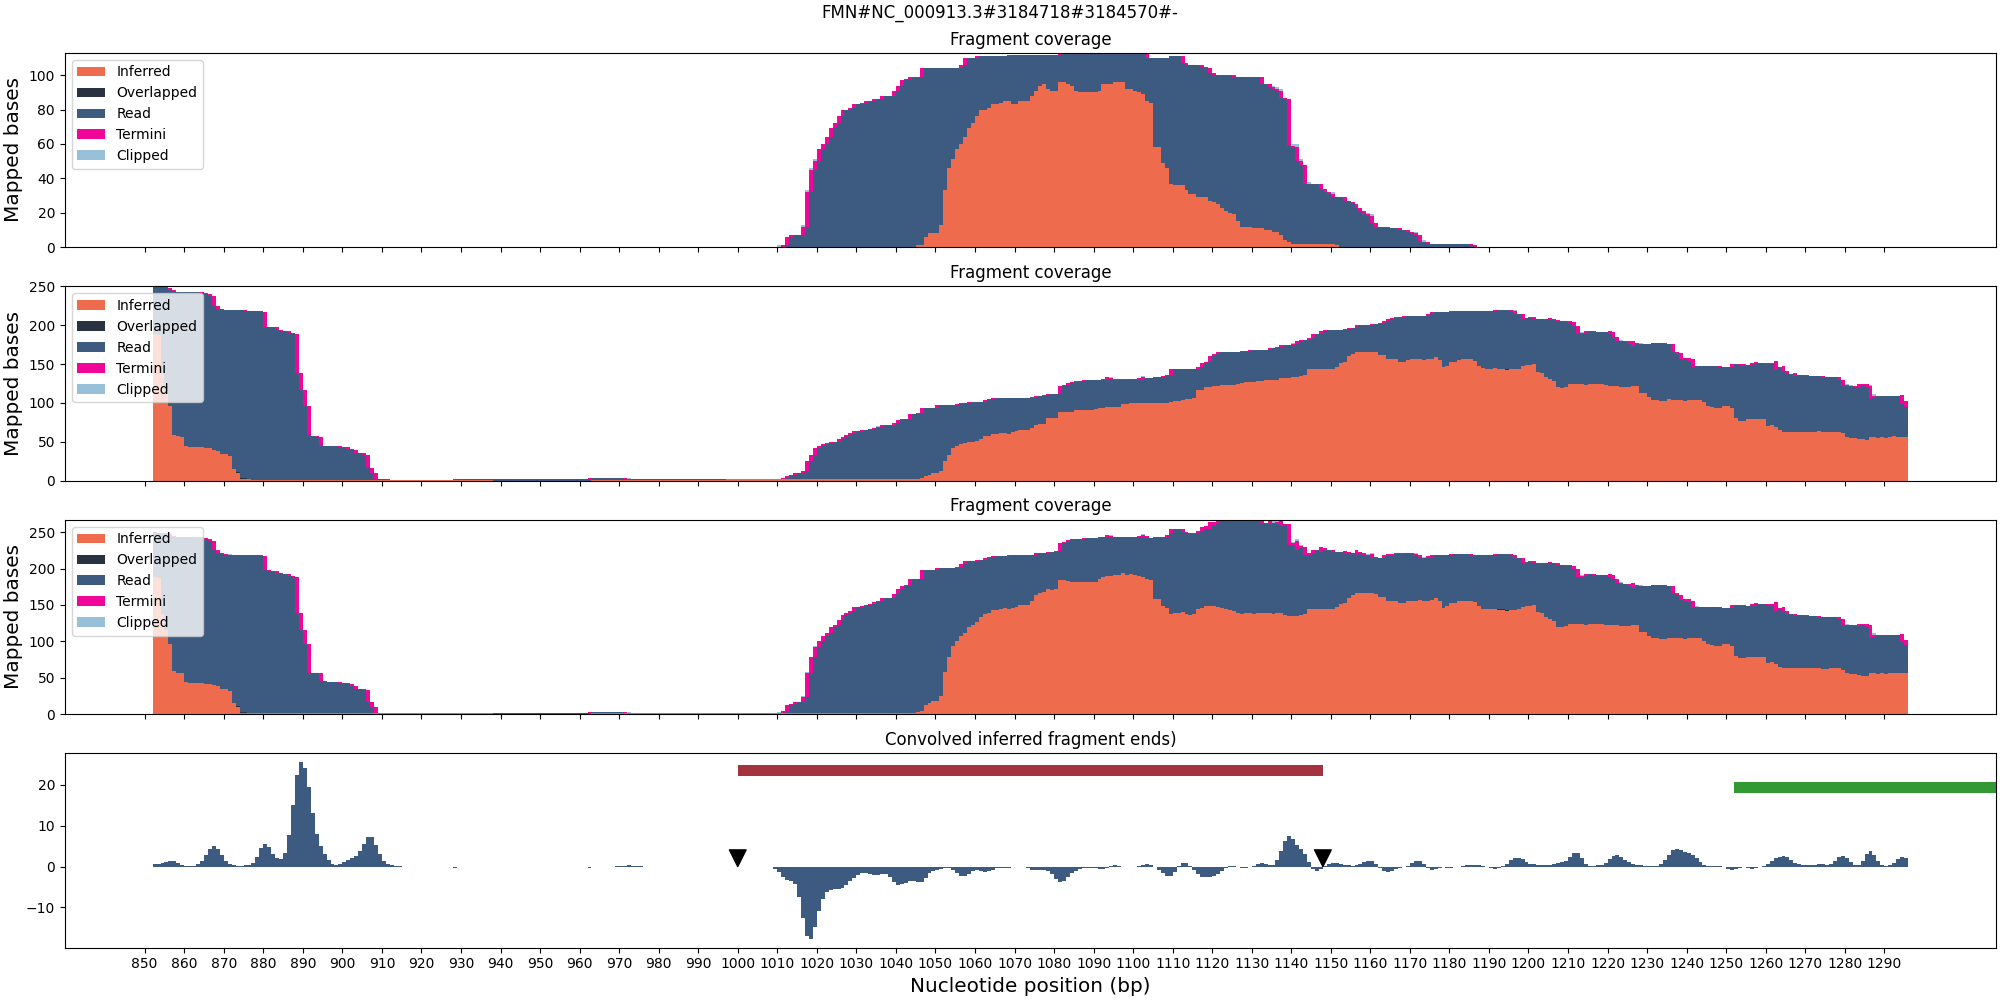 FMN#NC_000913.3#3184718#3184570#-
Fragment coverage
Mapped bases
100
80
60
40
20
0
Inferred
Overlapped
Read
Termini
Clipped
Fragment coverage
Mapped bases
250
200
150
100
50
0
Inferred
Overlapped
Read
Termini
Clipped
Fragment coverage
Mapped bases
250
200
150
100
50
0
Inferred
Overlapped
Read
Termini
Clipped
Convolved inferred fragment ends)
20
10
0
−10
850 860 870 880 890 900 910 920 930 940 950 960 970 980 990 1000 1010 1020 1030 1040 1050 1060 1070 1080 1090 1100 1110 1120 1130 1140 1150 1160 1170 1180 1190 1200 1210 1220 1230 1240 1250 1260 1270 1280 1290
Nucleotide position (bp)